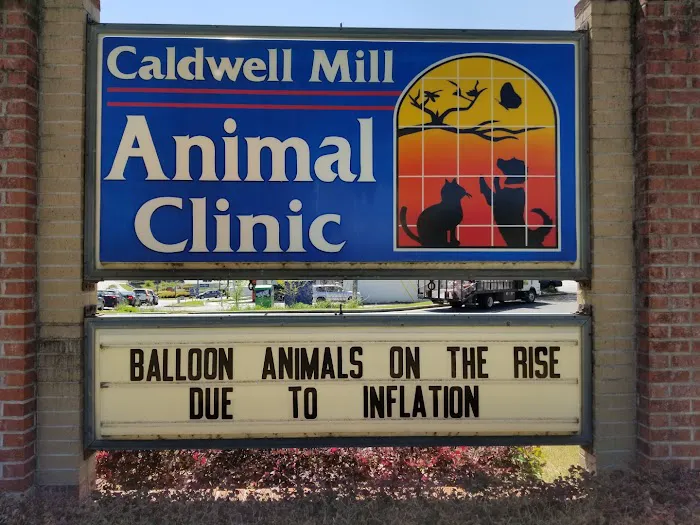 Caldwell Mill
Animal
Clinic
BALLOON ANIMALS ON THE RISE
DUE TO INFLATION